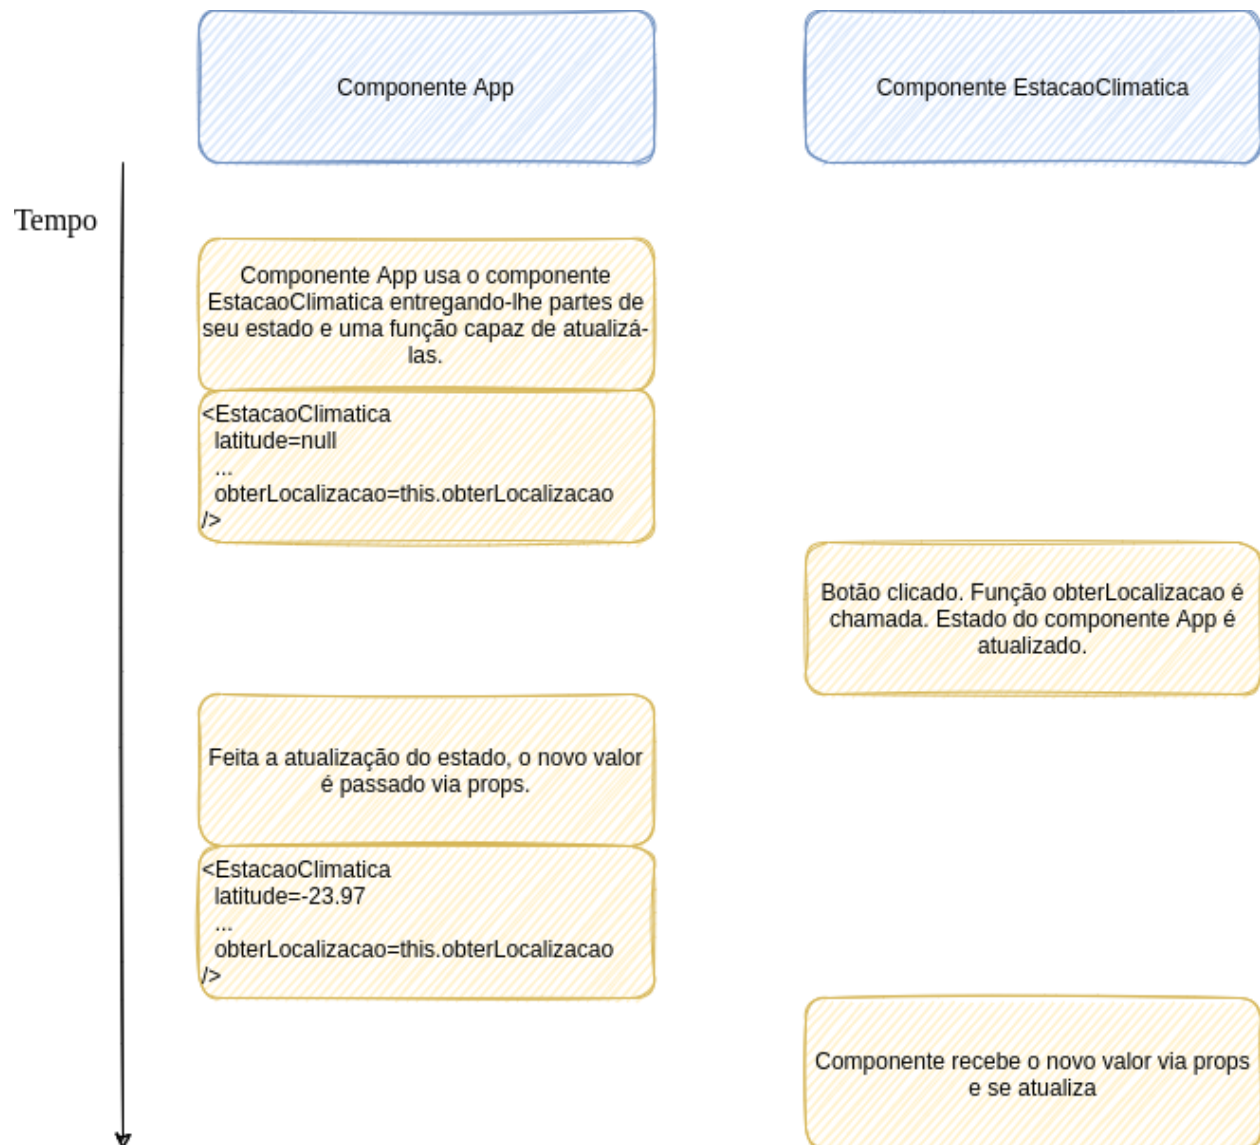 Componente App
Componente EstacaoClimatica
Tempo
Componente App usa o componente
EstacaoClimatica entregando-lhe partes de
seu estado e uma função capaz de atualizá-
las.
<EstacaoClimatica
latitude=null
...
obterLocalizacao=this.obterLocalizacao
/>
Botão clicado. Função obterLocalizacao é
chamada. Estado do componente App é
atualizado.
Feita a atualização do estado, o novo valor
é passado via props.
<EstacaoClimatica
latitude=-23.97
...
obterLocalizacao=this.obterLocalizacao
/>
Componente recebe o novo valor via props
e se atualiza